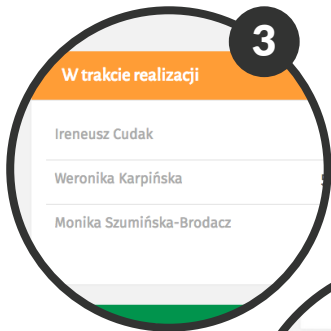 3
W trakcie realizacji
Ireneusz Cudak
Weronika Karpińska
Monika Szumińska-Brodacz